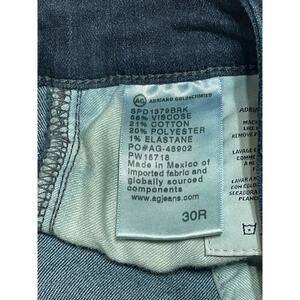 AG ADRIANO GOLDSCHMIED
SPD1379BRK
58% VISCOSE
21% COTTON
20% POLYESTER
1% ELASTANE
PO#AG-48902
PW15718
Made in Mexico of
imported fabric and
globally sourced
components
www.agjeans.com
30R